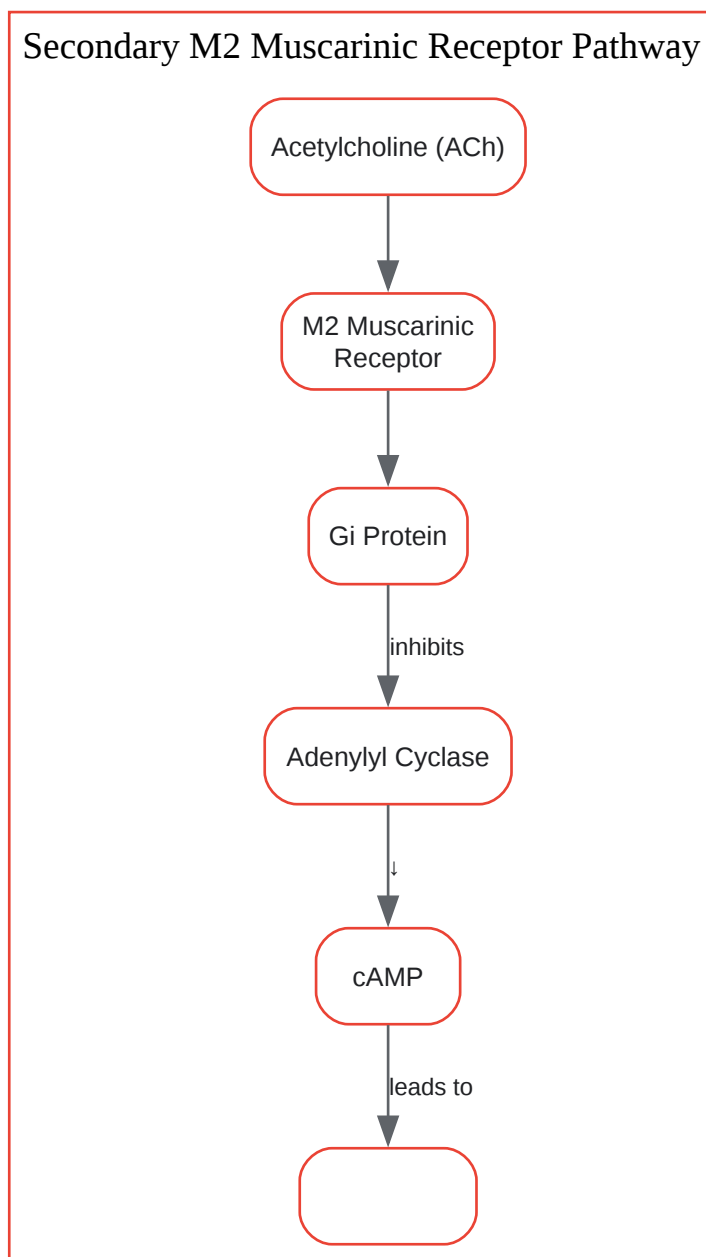 Secondary M2 Muscarinic Receptor Pathway
Acetylcholine (ACh)
M2 Muscarinic
Receptor
Gi Protein
inhibits
Adenylyl Cyclase
↓
cAMP
leads to